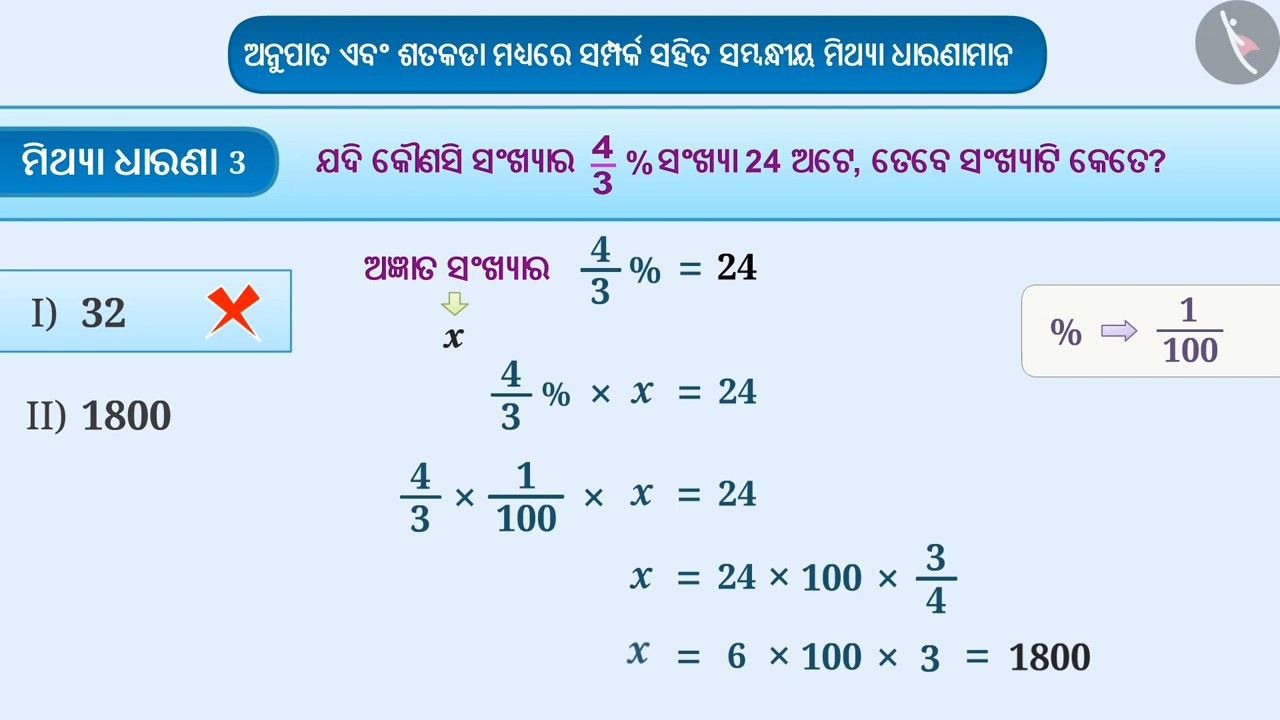 ଅନୁପାତ ଏବଂ ଶତକଡା ମଧ୍ୟରେ ସମ୍ପର୍କ ସହିତ ସମ୍ବନ୍ଧୀୟ ମିଥ୍ୟା ଧାରଣାମାନ
ମିଥ୍ୟା ଧାରଣା 3
ଯଦି କୌଣସି ସଂଖ୍ୟାର 4/3 % ସଂଖ୍ୟା 24 ଅଟେ, ତେବେ ସଂଖ୍ୟାଟି କେତେ?
I) 32
II) 1800
ଅଜ୍ଞାତ ସଂଖ୍ୟାର 4/3 % = 24
x
4/3 % × x = 24
4/3 × 1/100 × x = 24
x = 24 × 100 × 3/4
x = 6 × 100 × 3 = 1800
% ⇨ 1/100